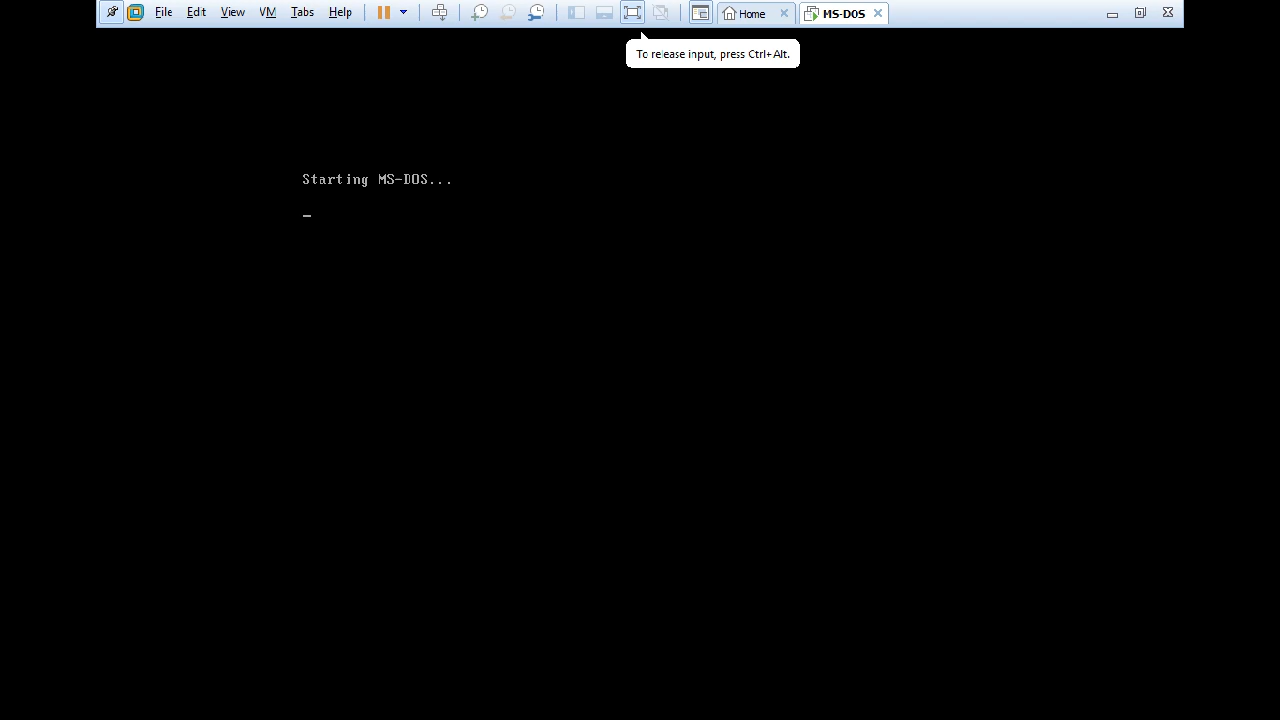 File Edit View VM Tabs Help Home MS-DOS
To release input, press Ctrl+Alt.
Starting MS-DOS...